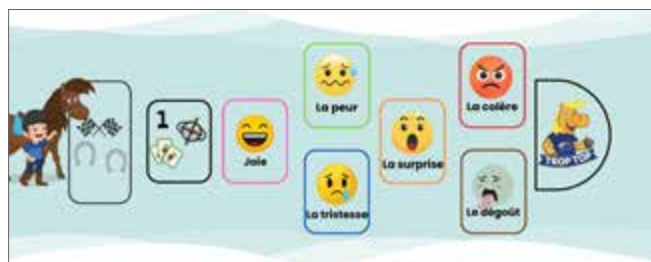 1
Joie
La peur
La tristesse
La surprise
La colère
Le dégoût
TROP TOP